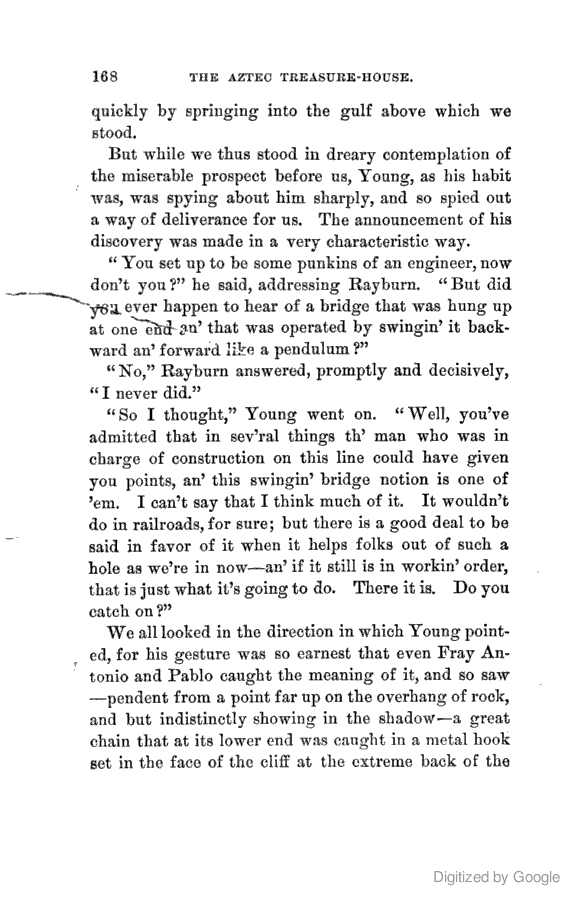 168 THE AZTEC TREASURE-HOUSE.
quickly by springing into the gulf above which we
stood.
But while we thus stood in dreary contemplation of
the miserable prospect before us, Young, as his habit
was, was spying about him sharply, and so spied out
a way of deliverance for us. The announcement of his
discovery was made in a very characteristic way.
“You set up to be some punkins of an engineer, now
don’t you?” he said, addressing Rayburn. “But did
you ever happen to hear of a bridge that was hung up
at one end an’ that was operated by swingin’ it back-
ward an’ forward like a pendulum?”
“No,” Rayburn answered, promptly and decisively,
“I never did.”
“So I thought,” Young went on. “Well, you’ve
admitted that in sev’ral things th’ man who was in
charge of construction on this line could have given
you points, an’ this swingin’ bridge notion is one of
’em. I can’t say that I think much of it. It wouldn’t
do in railroads, for sure; but there is a good deal to be
said in favor of it when it helps folks out of such a
hole as we’re in now—an’ if it still is in workin’ order,
that is just what it’s going to do. There it is. Do you
catch on?”
We all looked in the direction in which Young point-
ed, for his gesture was so earnest that even Fray An-
tonio and Pablo caught the meaning of it, and so saw
—pendent from a point far up on the overhang of rock,
and but indistinctly showing in the shadow—a great
chain that at its lower end was caught in a metal hook
set in the face of the cliff at the extreme back of the
Digitized by Google